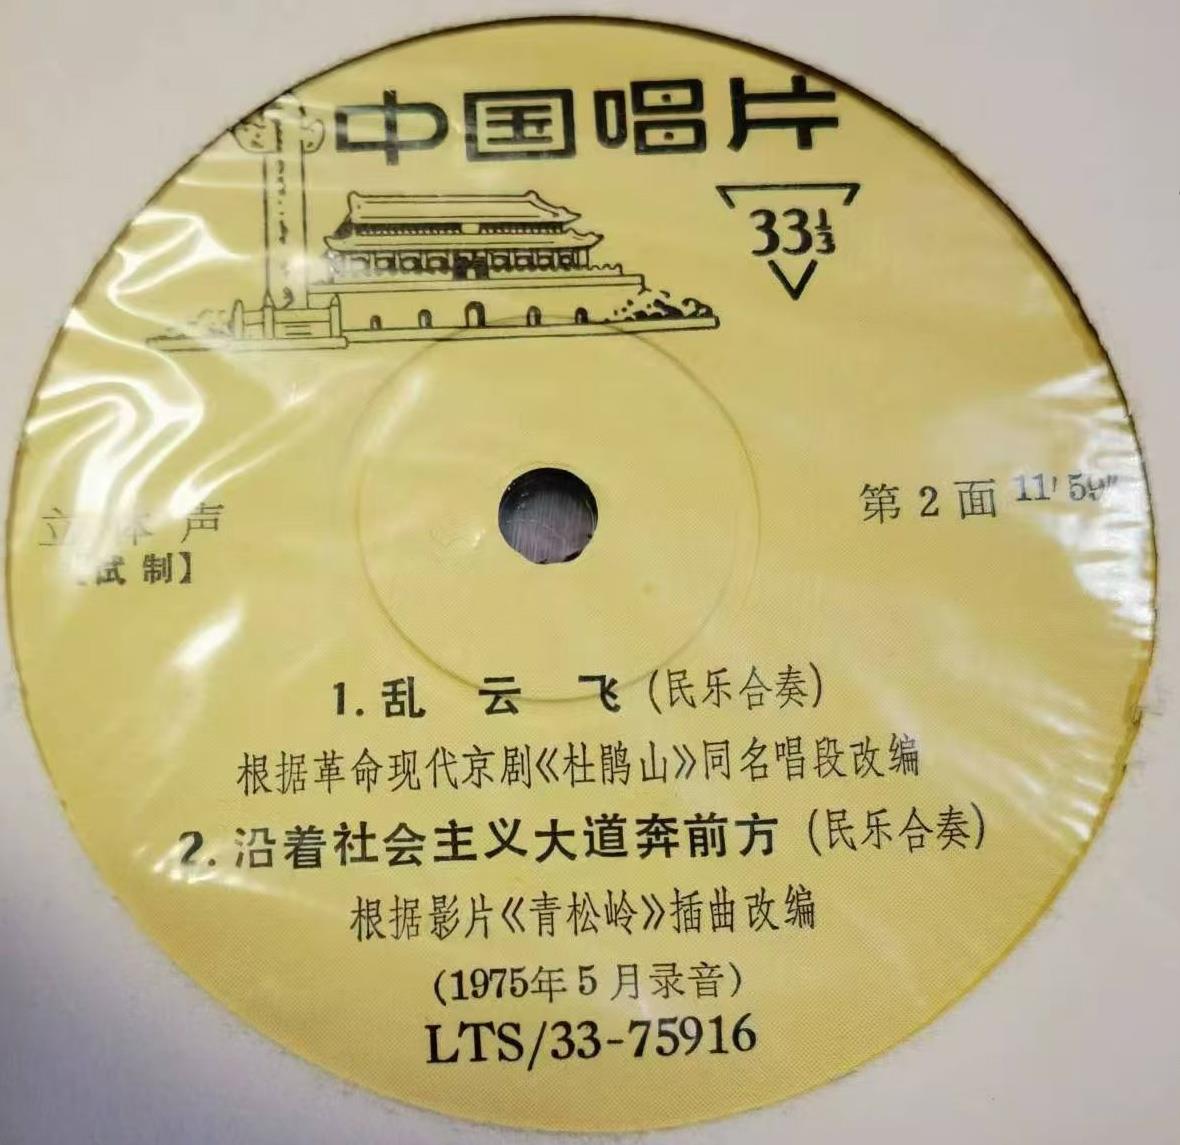 中国唱片
33⅓
第2面 11′59″
立体声
【试制】
1. 乱 云 飞（民乐合奏）
根据革命现代京剧《杜鹃山》同名唱段改编
2. 沿着社会主义大道奔前方（民乐合奏）
根据影片《青松岭》插曲改编
（1975年5月录音）
LTS/33-75916